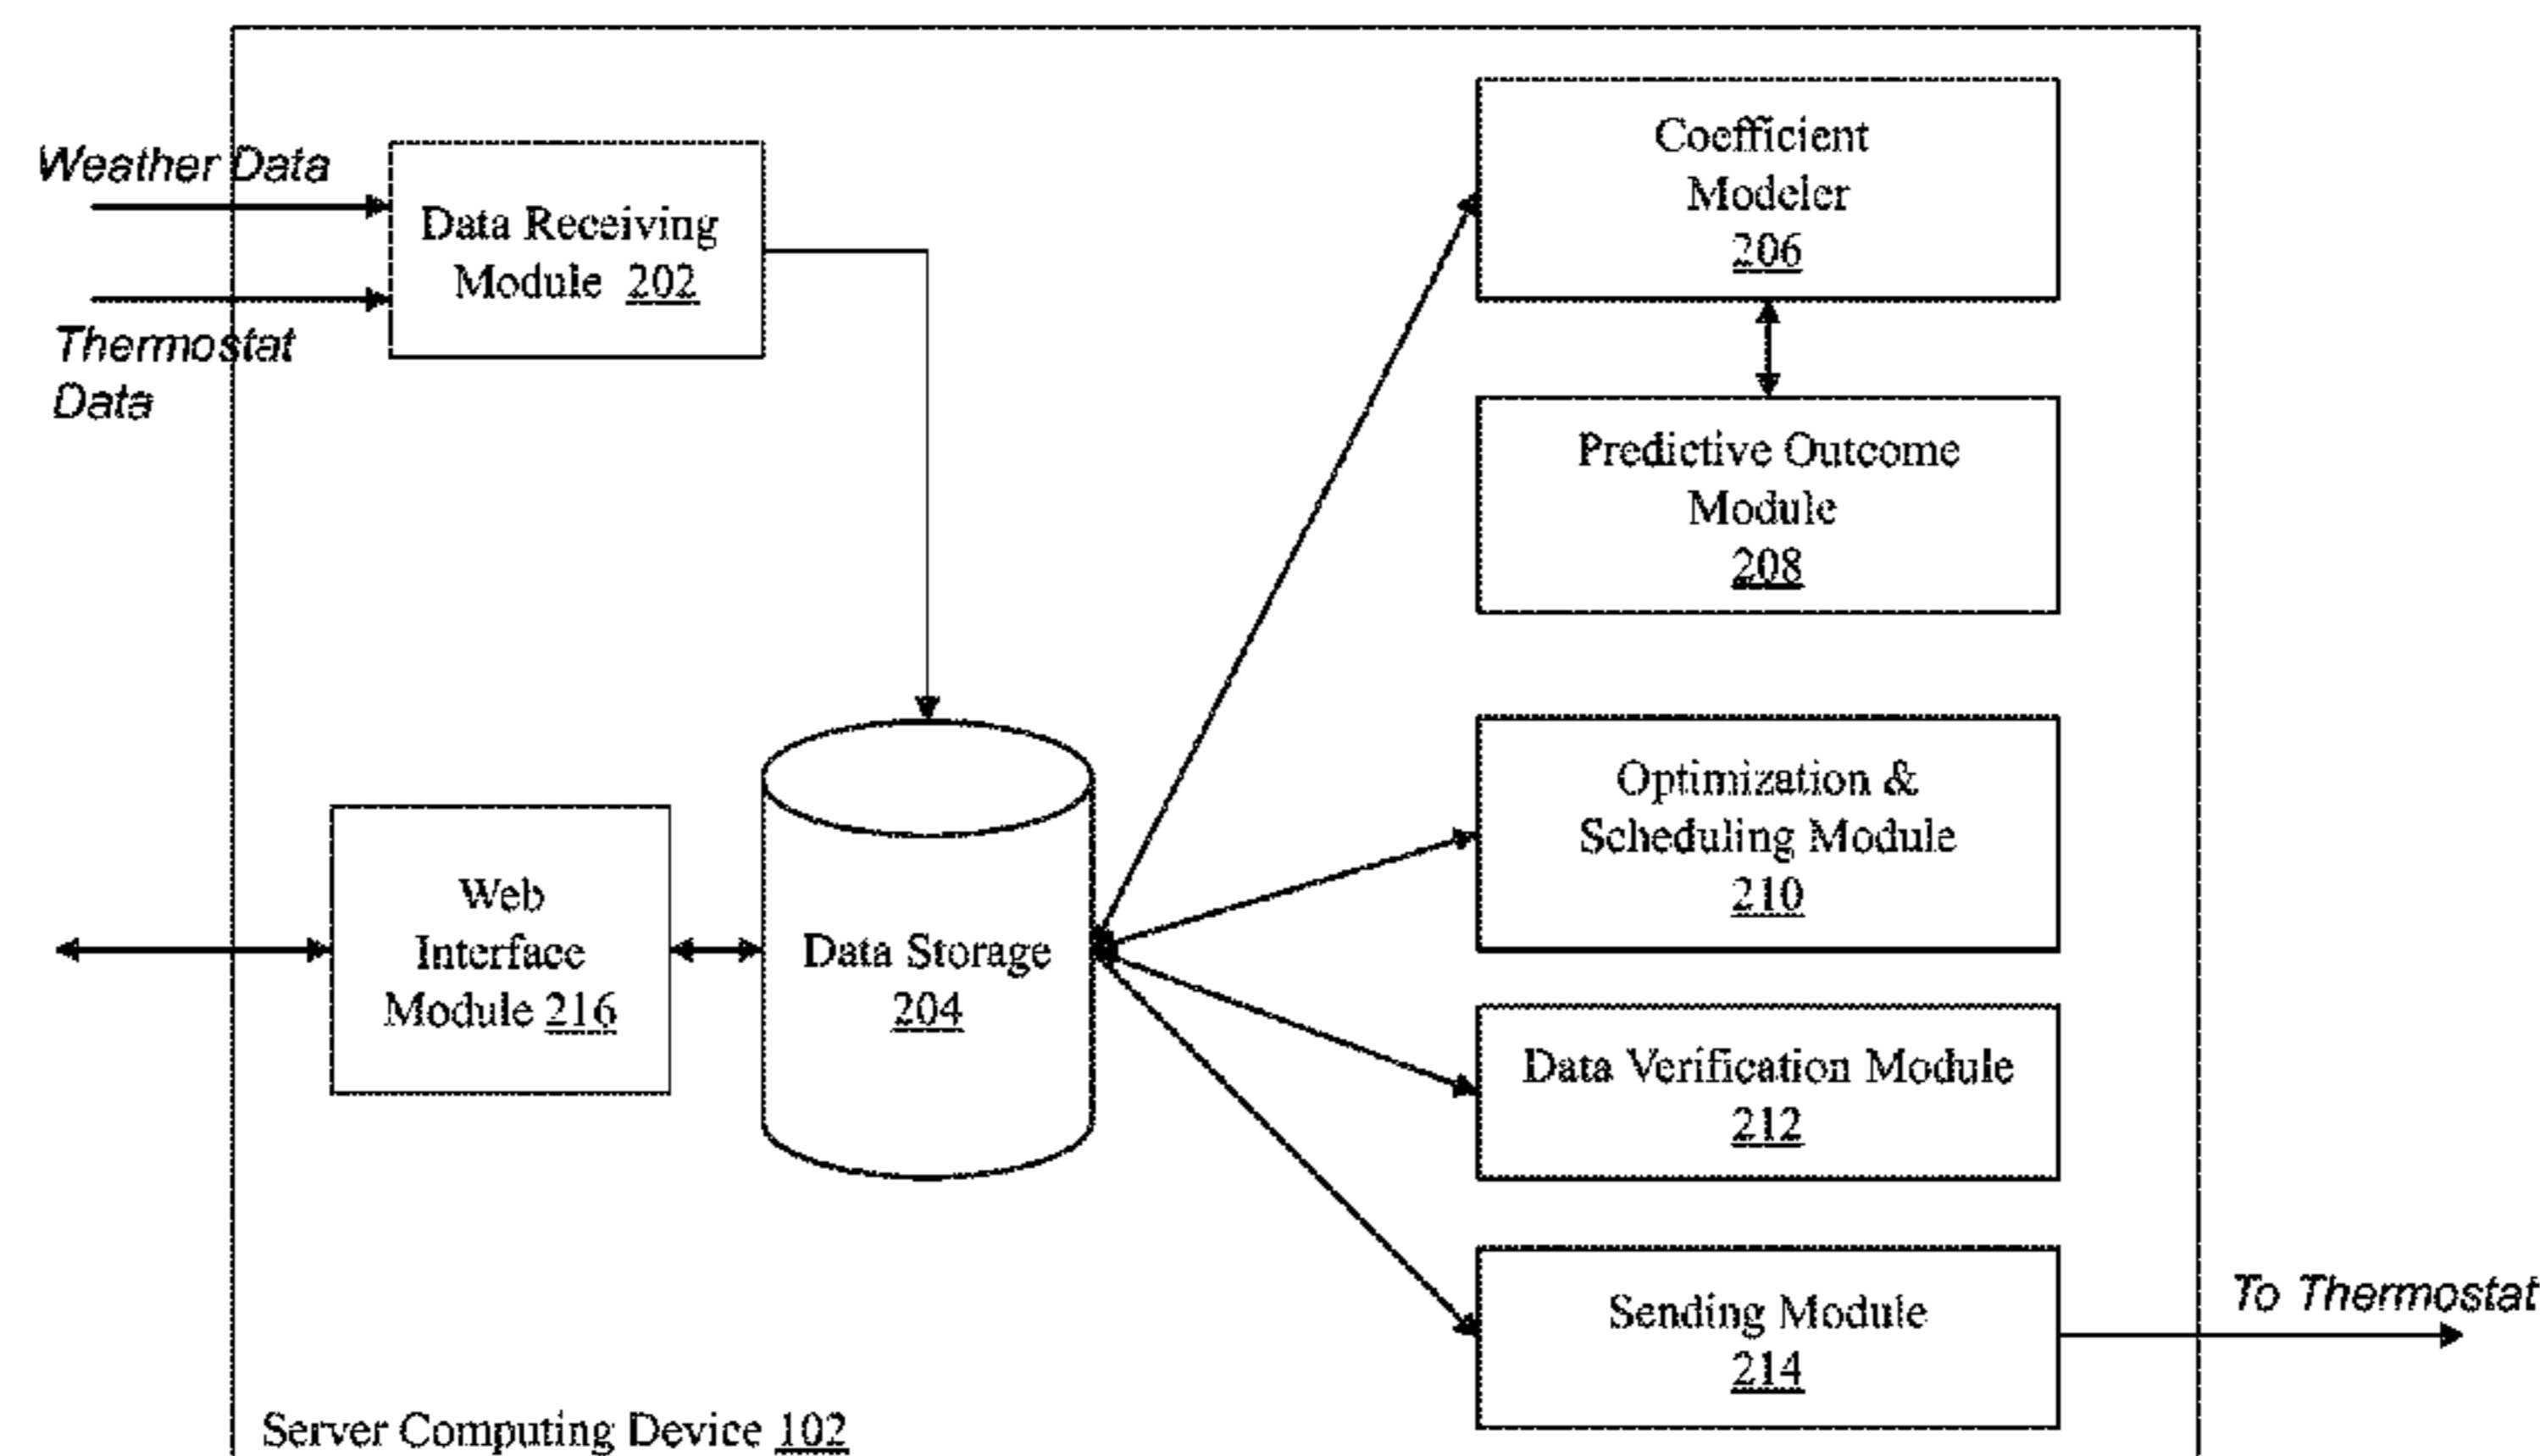 Weather Data
Thermostat
Data
Data Receiving
Module 202
Coefficient
Modeler
206
Predictive Outcome
Module
208
Optimization &
Scheduling Module
210
Web
Interface
Module 216
Data Storage
204
Data Verification Module
212
Sending Module
214
To Thermostat
Server Computing Device 102